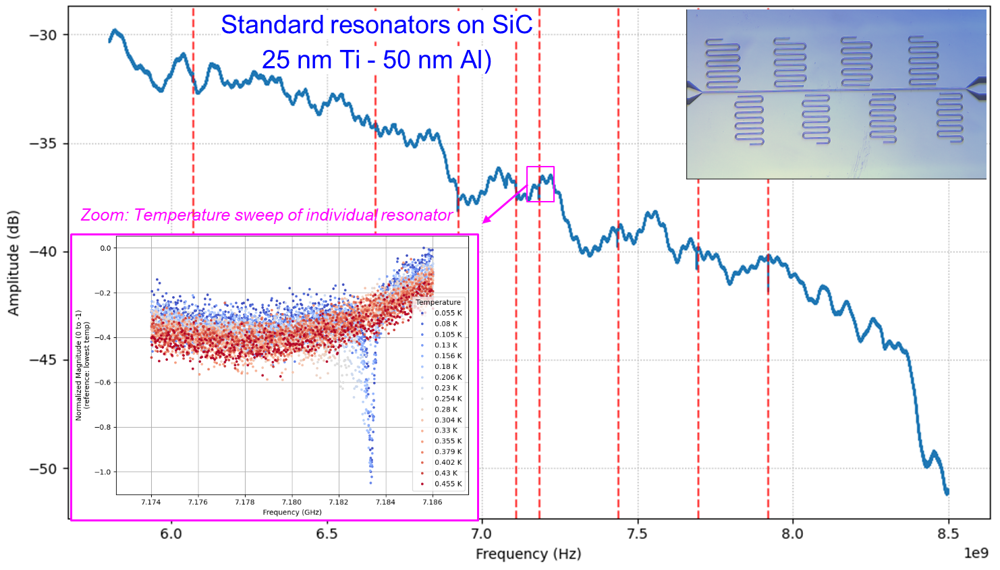 Standard resonators on SiC
25 nm Ti - 50 nm Al)
−30
−35
−40
−45
−50
Amplitude (dB)
Zoom: Temperature sweep of individual resonator
0.0
−0.2
−0.4
−0.6
−0.8
−1.0
Normalized Magnitude (0 to -1)
(reference: lowest temp)
Temperature
0.055 K
0.08 K
0.105 K
0.13 K
0.156 K
0.18 K
0.206 K
0.23 K
0.254 K
0.28 K
0.304 K
0.33 K
0.355 K
0.379 K
0.402 K
0.43 K
0.455 K
7.174 7.176 7.178 7.180 7.182 7.184 7.186
Frequency (GHz)
6.0 6.5 7.0 7.5 8.0 8.5
Frequency (Hz)
1e9